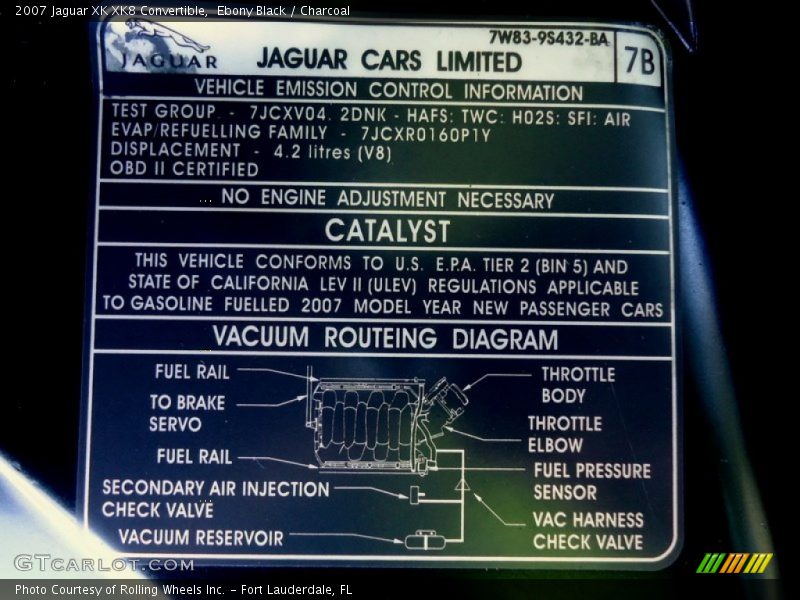 2007 Jaguar XK XK8 Convertible, Ebony Black / Charcoal
7W83-9S432-BA
JAGUAR
JAGUAR CARS LIMITED
7B
VEHICLE EMISSION CONTROL INFORMATION
TEST GROUP - 7JCXV04. 2DNK - HAFS: TWC: H02S: SFI: AIR
EVAP/REFUELLING FAMILY - 7JCXR0160P1Y
DISPLACEMENT - 4.2 litres (V8)
OBD II CERTIFIED
NO ENGINE ADJUSTMENT NECESSARY
CATALYST
THIS VEHICLE CONFORMS TO U.S. E.P.A. TIER 2 (BIN 5) AND
STATE OF CALIFORNIA LEV II (ULEV) REGULATIONS APPLICABLE
TO GASOLINE FUELLED 2007 MODEL YEAR NEW PASSENGER CARS
VACUUM ROUTEING DIAGRAM
FUEL RAIL
TO BRAKE
SERVO
FUEL RAIL
SECONDARY AIR INJECTION
CHECK VALVE
VACUUM RESERVOIR
THROTTLE
BODY
THROTTLE
ELBOW
FUEL PRESSURE
SENSOR
VAC HARNESS
CHECK VALVE
GTCARLOT.COM
Photo Courtesy of Rolling Wheels Inc. - Fort Lauderdale, FL